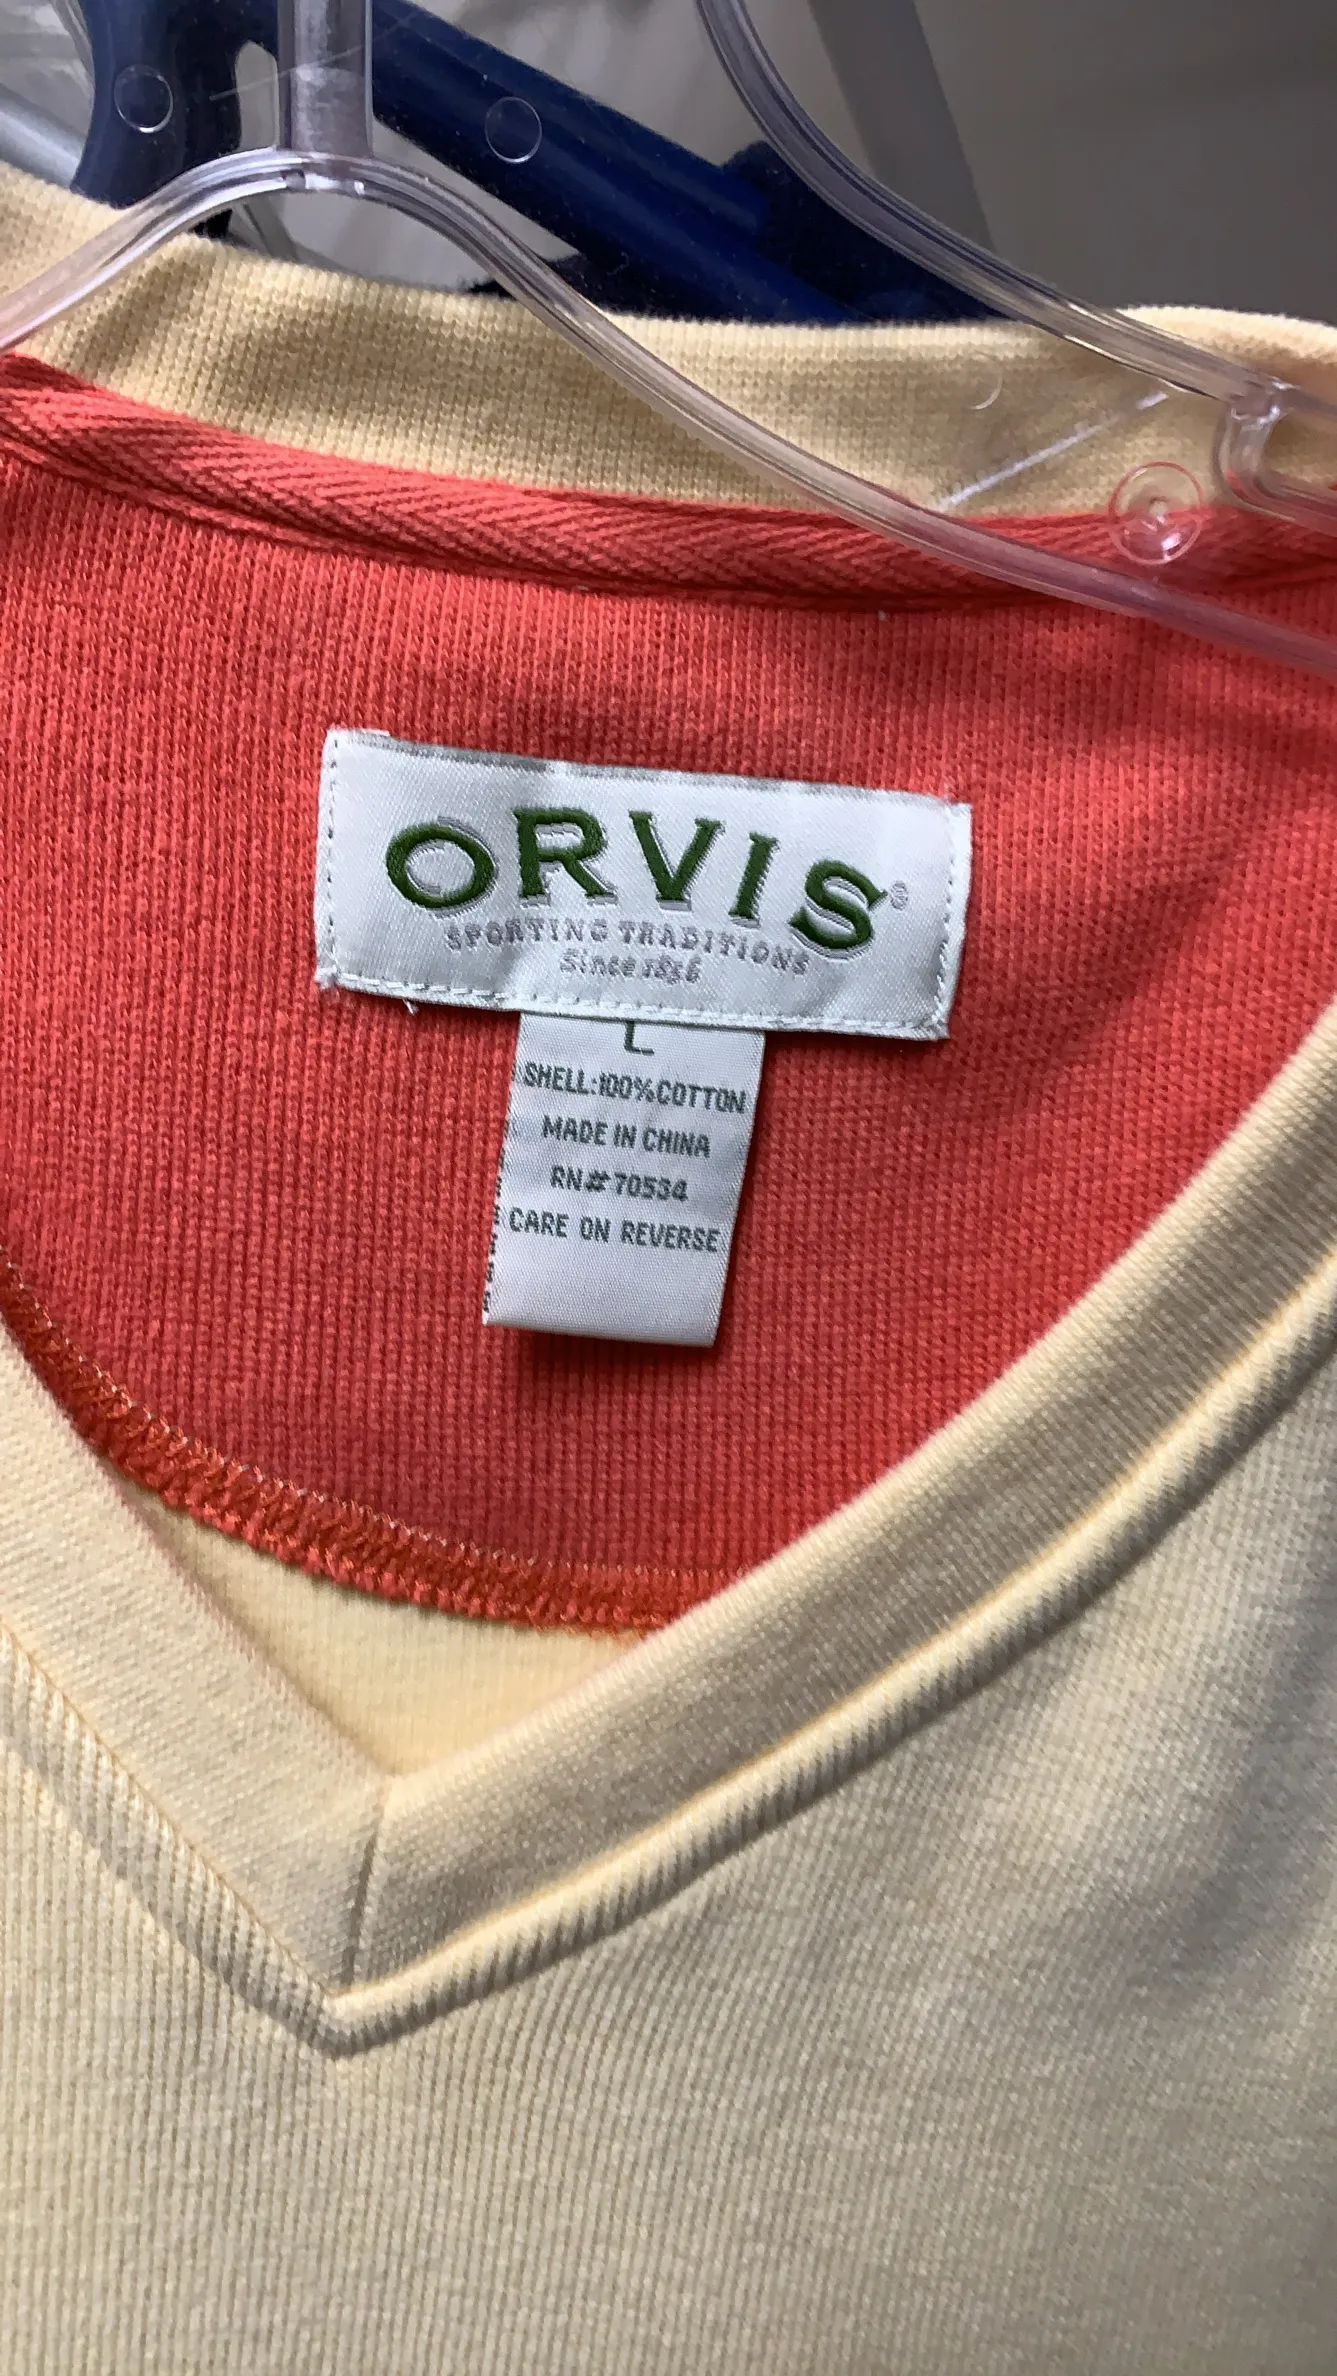 ORVIS®
SPORTING TRADITIONS
Since 1856
L
SHELL:100%COTTON
MADE IN CHINA
RN#70534
CARE ON REVERSE